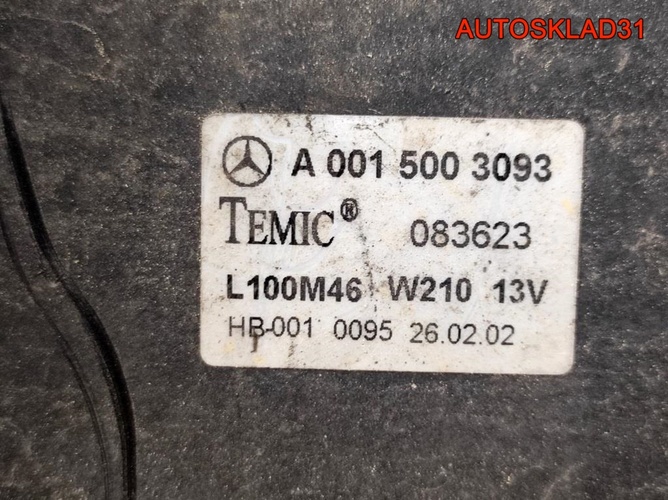 AUTOSKLAD31
A 001 500 3093
TEMIC® 083623
L100M46 W210 13V
HB-001 0095 26.02.02